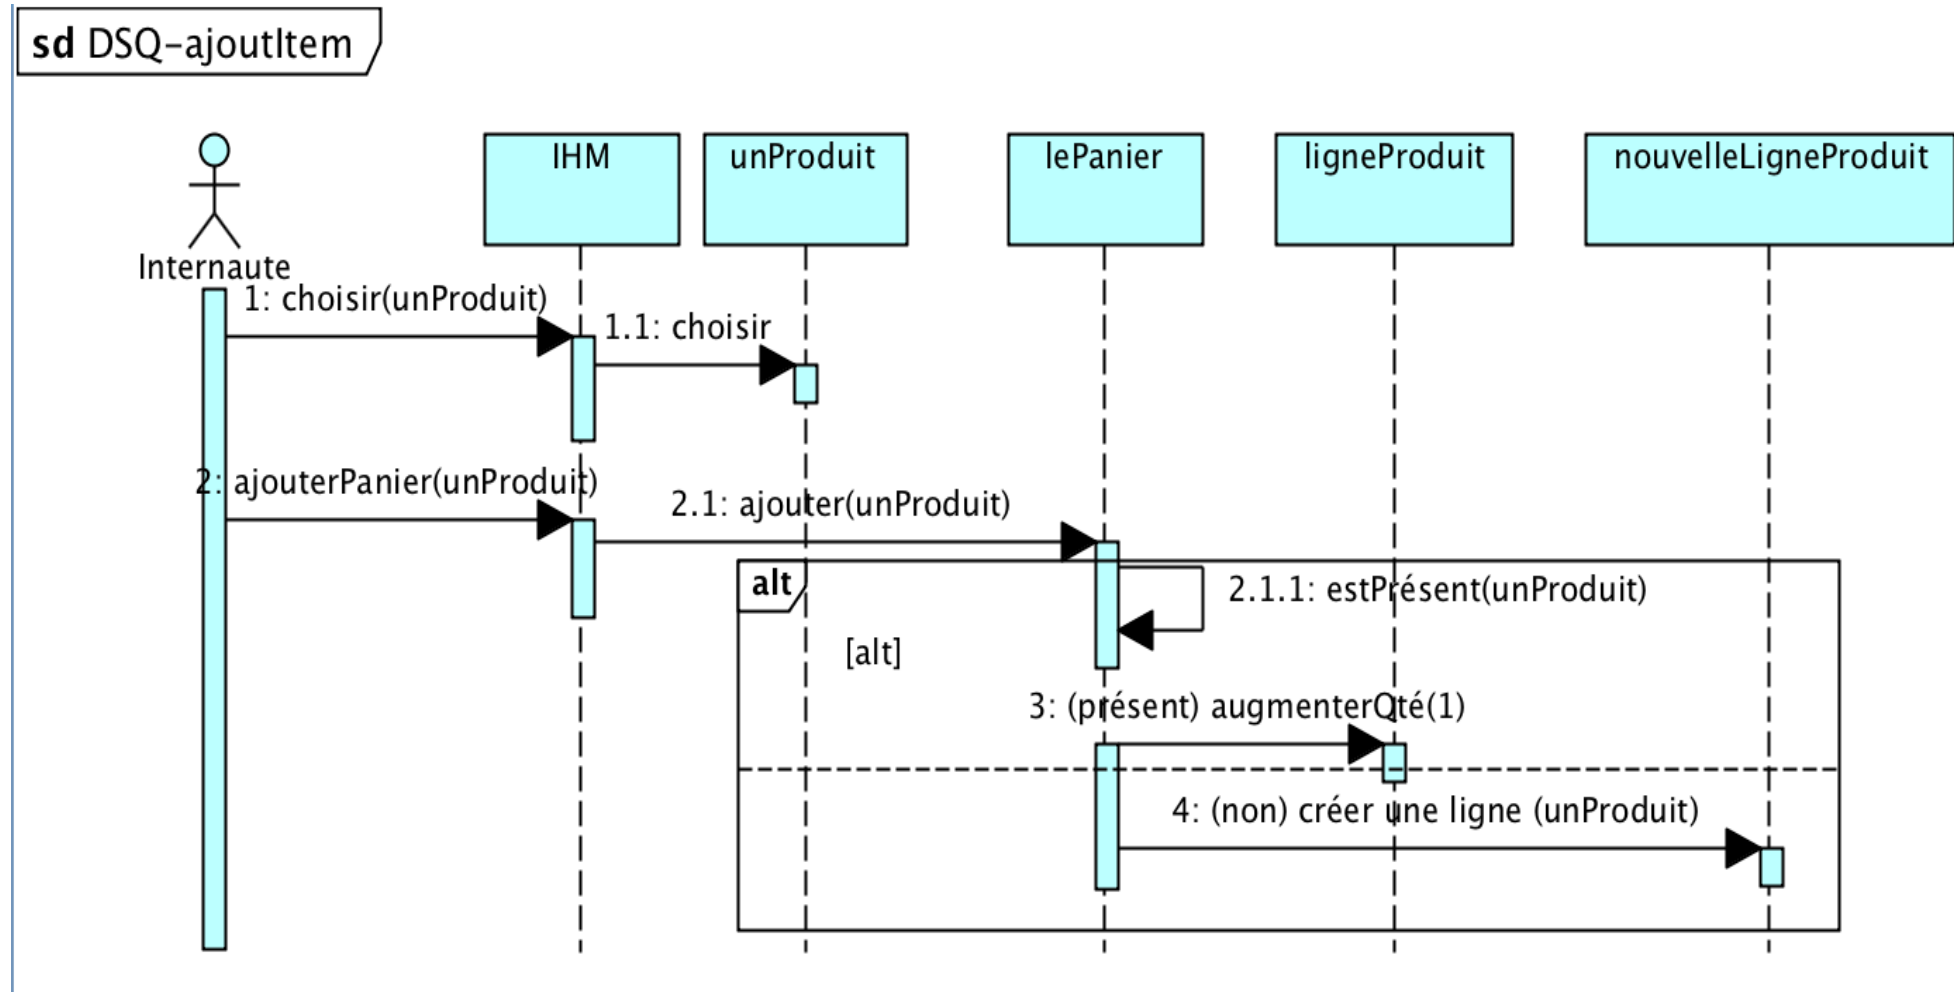 sd DSQ-ajoutItem
IHM
unProduit
lePanier
ligneProduit
nouvelleLigneProduit
Internaute
1: choisir(unProduit)
1.1: choisir
2: ajouterPanier(unProduit)
2.1: ajouter(unProduit)
alt
2.1.1: estPrésent(unProduit)
[alt]
3: (présent) augmenterQté(1)
4: (non) créer une ligne (unProduit)